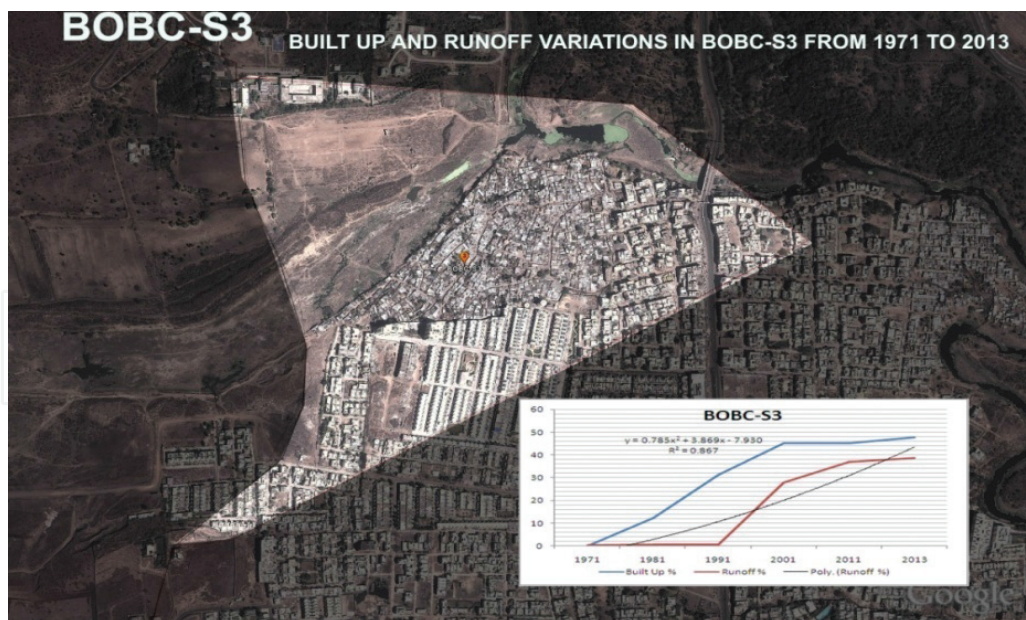 BOBC-S3
BUILT UP AND RUNOFF VARIATIONS IN BOBC-S3 FROM 1971 TO 2013
BOBC-S3
y = 0.785x² + 3.869x - 7.930
R² = 0.867
60
50
40
30
20
10
0
1971 1981 1991 2001 2011 2013
Built Up % Runoff % Poly. (Runoff %)
Google